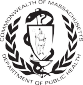 COMMONWEALTH OF MASSACHUSETTS
DEPARTMENT OF PUBLIC HEALTH